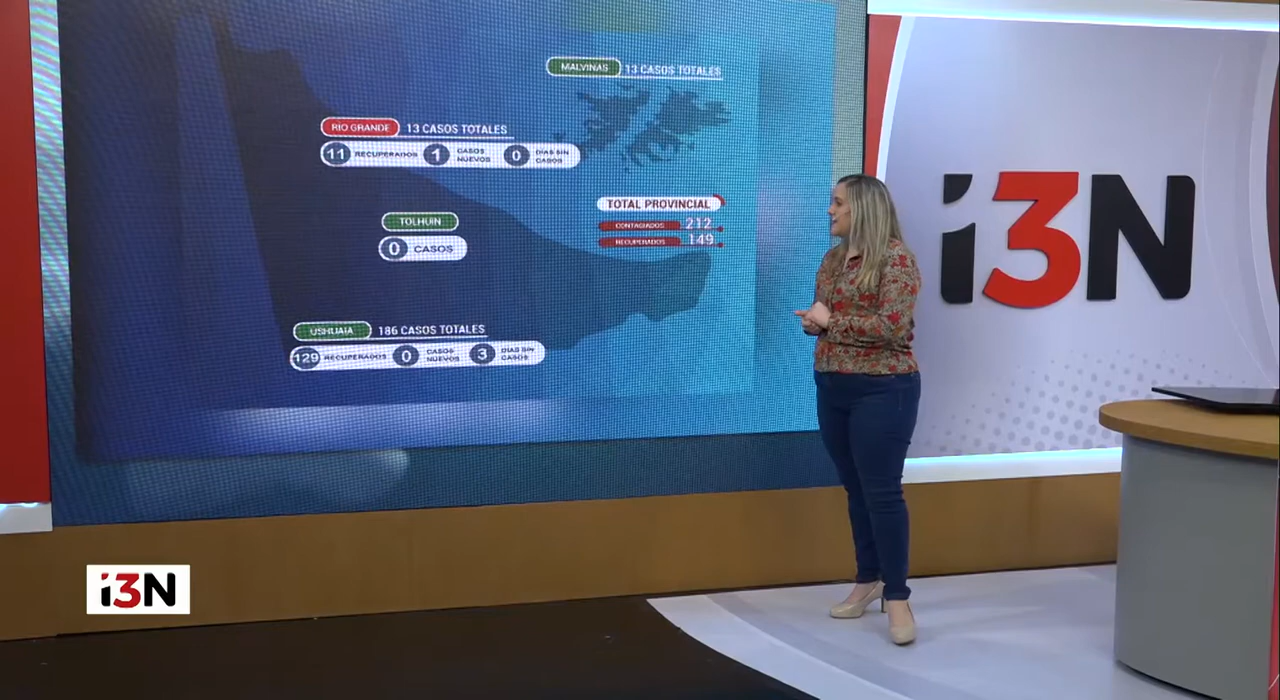 MALVINAS 13 CASOS TOTALES
RIO GRANDE 13 CASOS TOTALES
11 RECUPERADOS 1 CASOS NUEVOS 0 DIAS SIN CASOS
TOTAL PROVINCIAL
CONTAGIADOS 212
RECUPERADOS 149
TOLHUIN
0 CASOS
USHUAIA 186 CASOS TOTALES
129 RECUPERADOS 0 CASOS NUEVOS 3 DIAS SIN CASOS
i3N
i3N